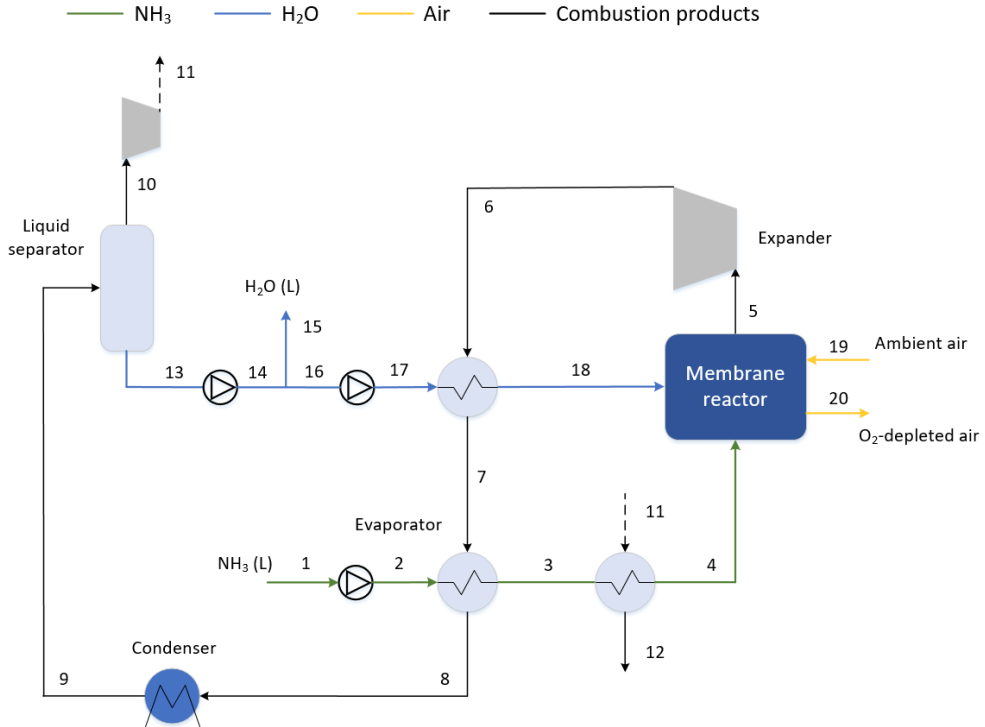 NH₃ H₂O Air Combustion products
11
10
Liquid
separator
6
Expander
H₂O (L)
15
5
19 Ambient air
13 14 16 17 18
Membrane
reactor
20
O₂-depleted air
7
11
Evaporator
NH₃ (L) 1 2 3 4
12
Condenser
9 8